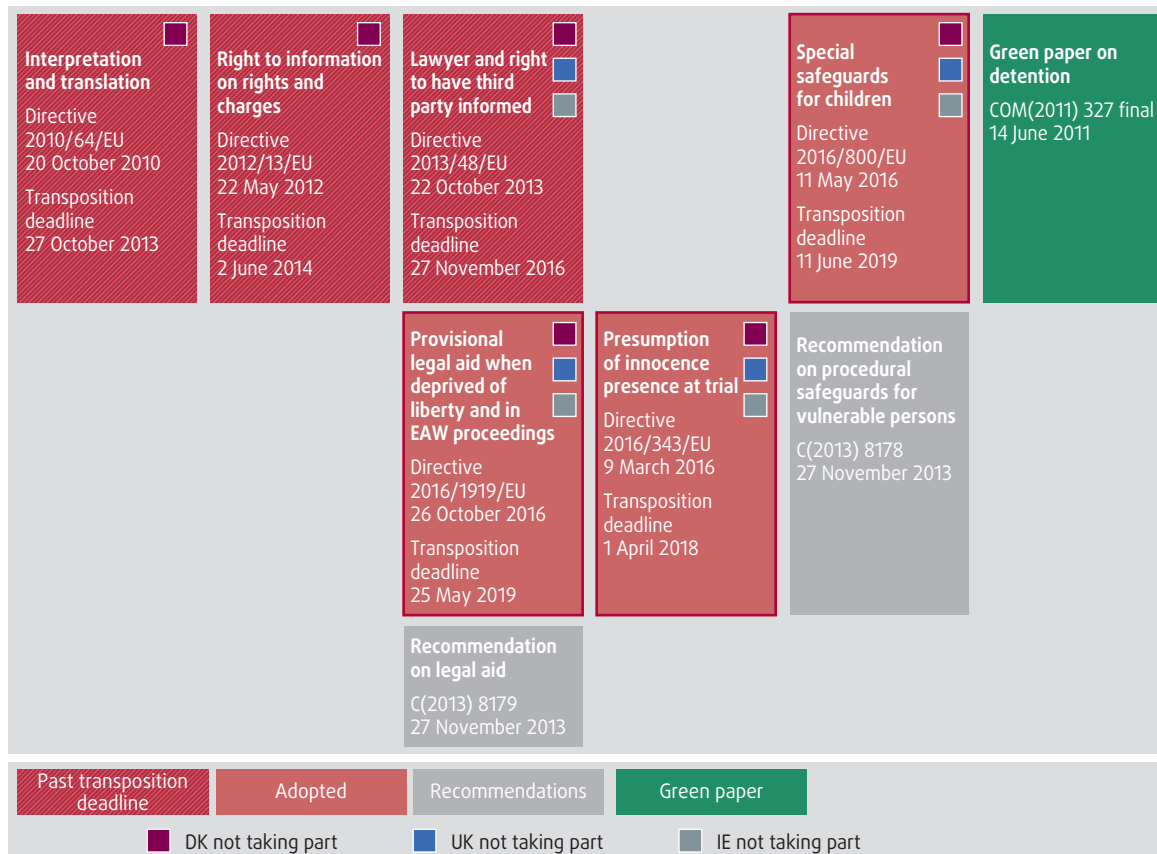 Interpretation
and translation
Directive
2010/64/EU
20 October 2010
Transposition
deadline
27 October 2013
Right to information
on rights and
charges
Directive
2012/13/EU
22 May 2012
Transposition
deadline
2 June 2014
Lawyer and right
to have third
party informed
Directive
2013/48/EU
22 October 2013
Transposition
deadline
27 November 2016
Special
safeguards
for children
Directive
2016/800/EU
11 May 2016
Transposition
deadline
11 June 2019
Green paper on
detention
COM(2011) 327 final
14 June 2011
Provisional
legal aid when
deprived of
liberty and in
EAW proceedings
Directive
2016/1919/EU
26 October 2016
Transposition
deadline
25 May 2019
Presumption
of innocence
presence at trial
Directive
2016/343/EU
9 March 2016
Transposition
deadline
1 April 2018
Recommendation
on procedural
safeguards for
vulnerable persons
C(2013) 8178
27 November 2013
Recommendation
on legal aid
C(2013) 8179
27 November 2013
Past transposition
deadline
Adopted
Recommendations
Green paper
DK not taking part
UK not taking part
IE not taking part